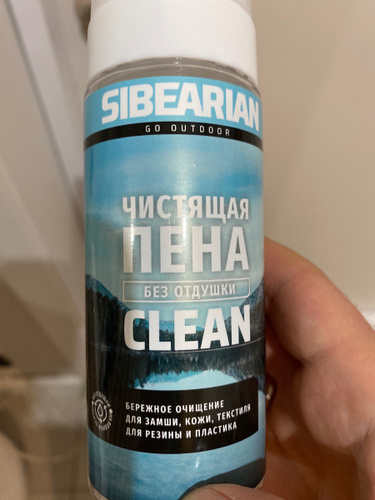 SIBEARIAN
GO OUTDOOR
ЧИСТЯЩАЯ
ПЕНА
БЕЗ ОТДУШКИ
CLEAN
БЕРЕЖНОЕ ОЧИЩЕНИЕ
ДЛЯ ЗАМШИ, КОЖИ, ТЕКСТИЛЯ
ДЛЯ РЕЗИНЫ И ПЛАСТИКА